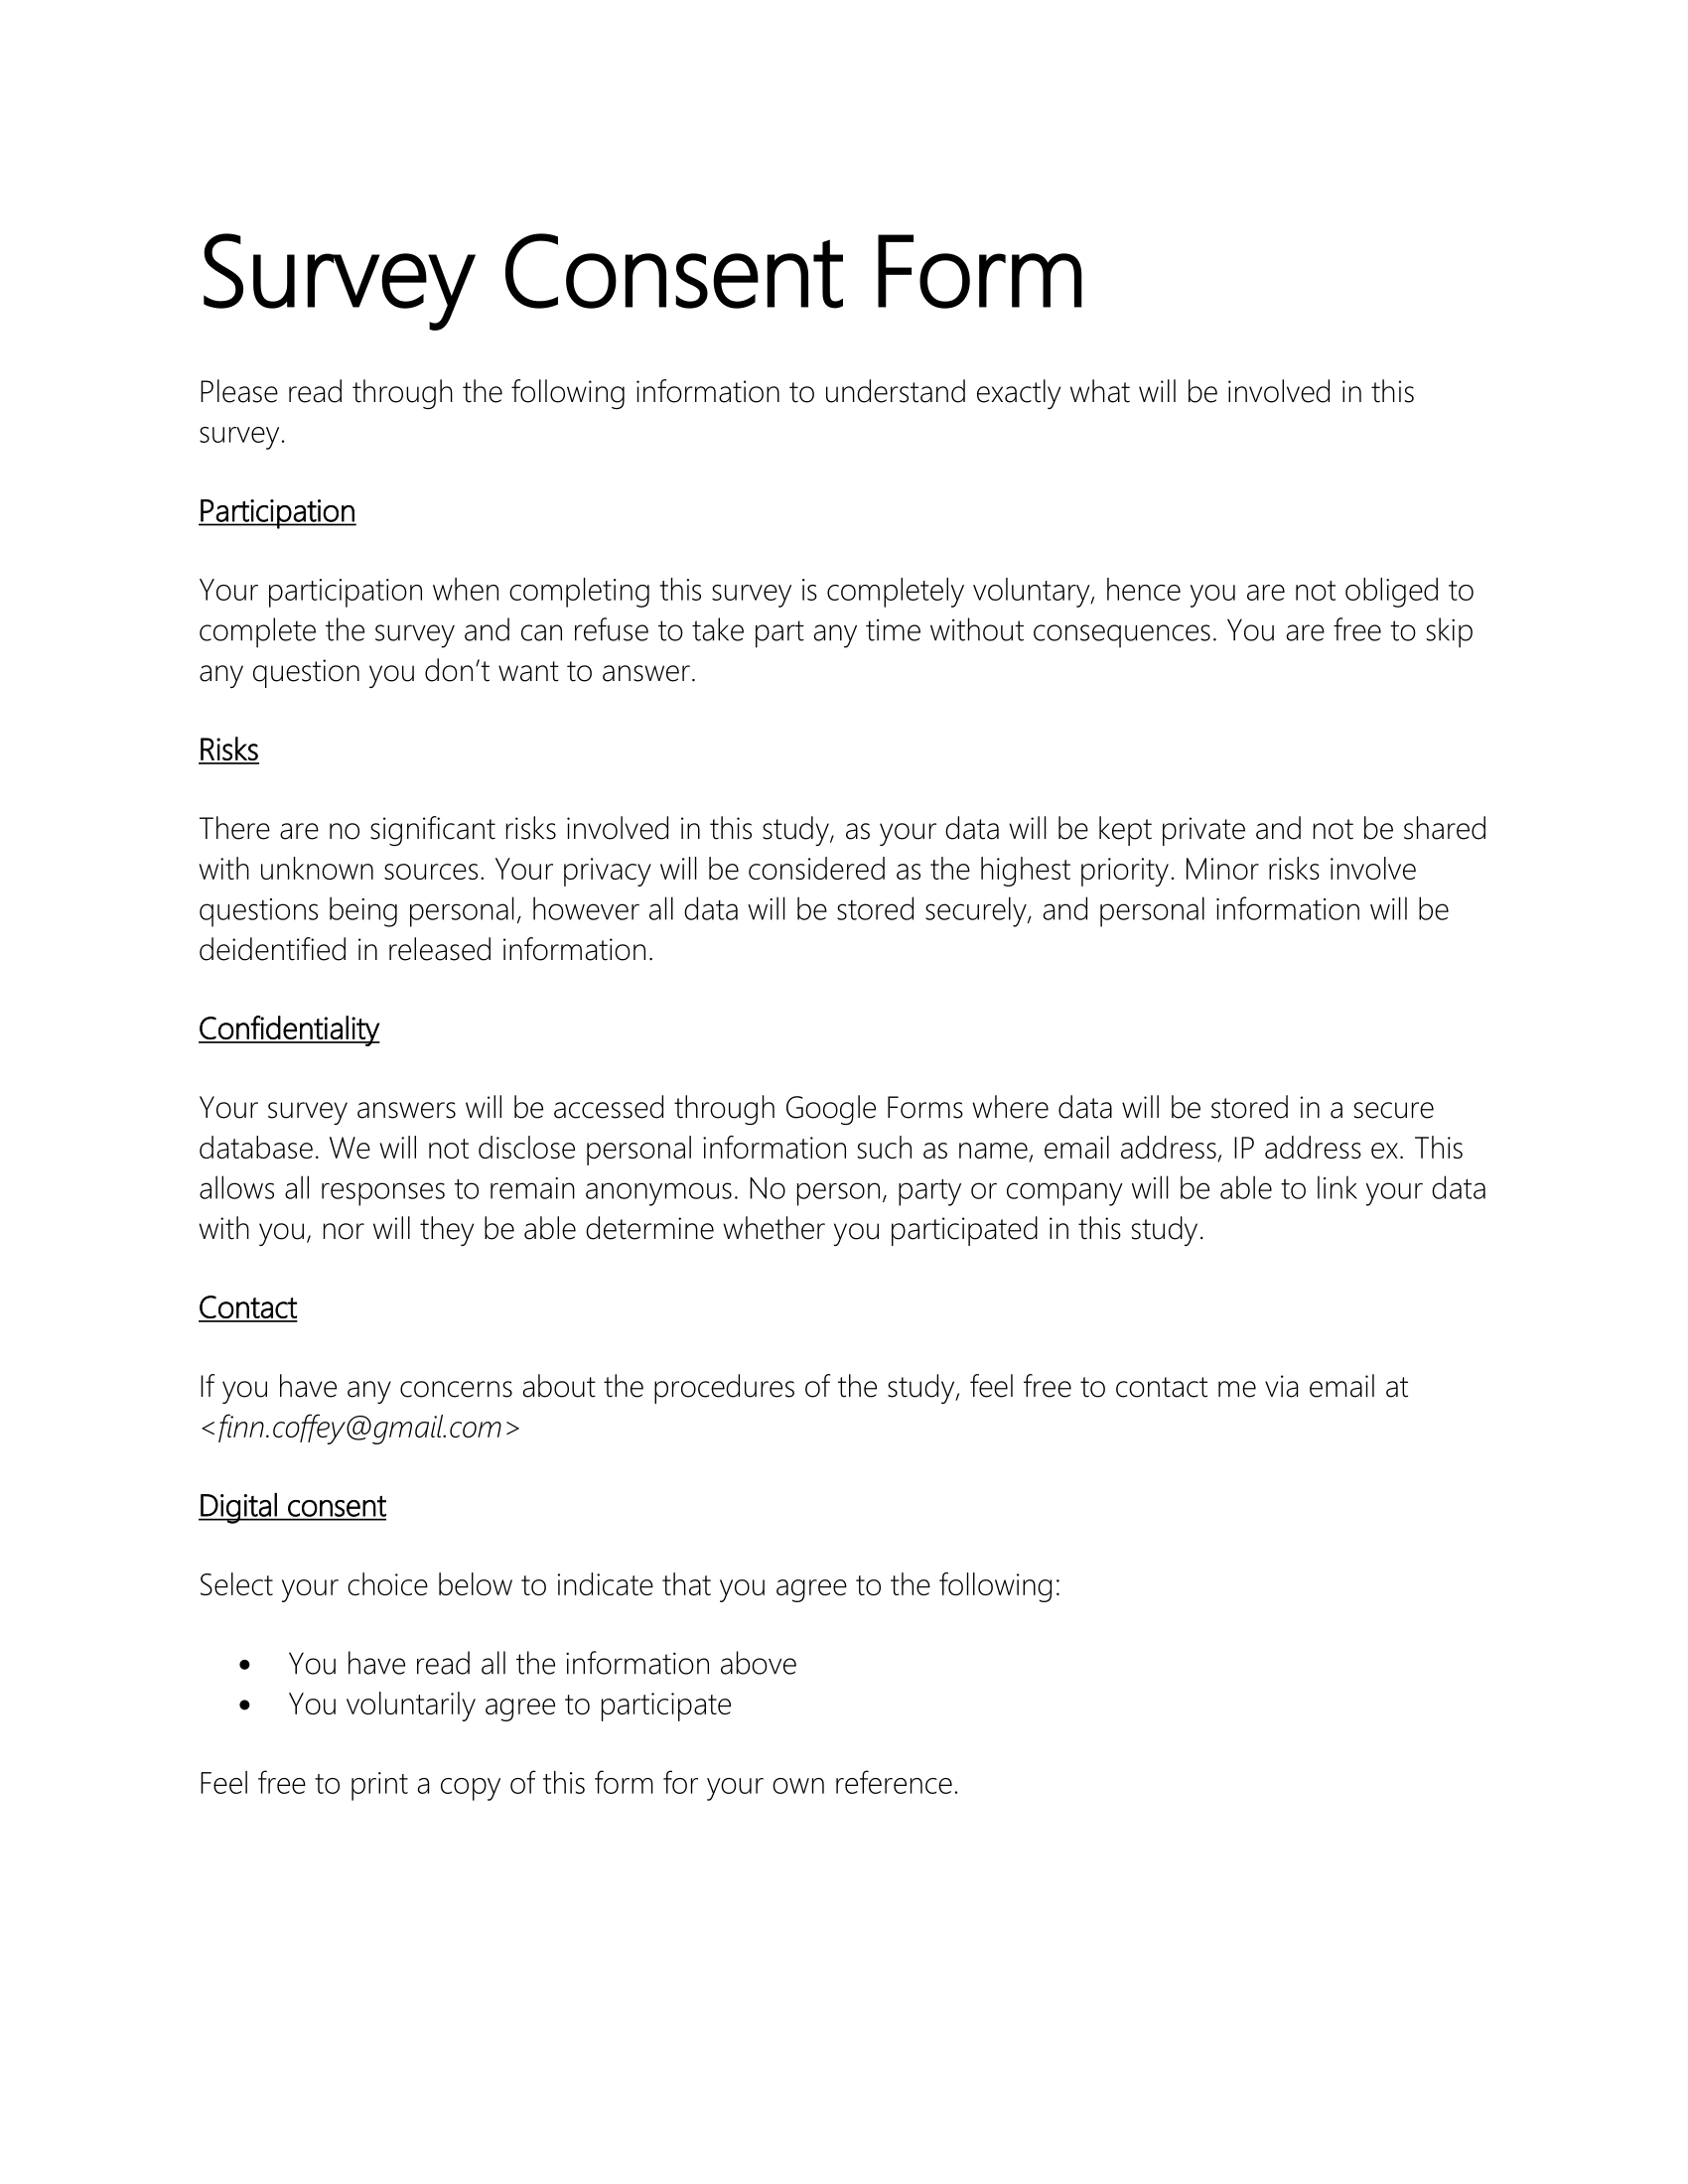 Survey Consent Form
Please read through the following information to understand exactly what will be involved in this
survey.
Participation
Your participation when completing this survey is completely voluntary, hence you are not obliged to
complete the survey and can refuse to take part any time without consequences. You are free to skip
any question you don’t want to answer.
Risks
There are no significant risks involved in this study, as your data will be kept private and not be shared
with unknown sources. Your privacy will be considered as the highest priority. Minor risks involve
questions being personal, however all data will be stored securely, and personal information will be
deidentified in released information.
Confidentiality
Your survey answers will be accessed through Google Forms where data will be stored in a secure
database. We will not disclose personal information such as name, email address, IP address ex. This
allows all responses to remain anonymous. No person, party or company will be able to link your data
with you, nor will they be able determine whether you participated in this study.
Contact
If you have any concerns about the procedures of the study, feel free to contact me via email at
<finn.coffey@gmail.com>
Digital consent
Select your choice below to indicate that you agree to the following:
• You have read all the information above
• You voluntarily agree to participate
Feel free to print a copy of this form for your own reference.